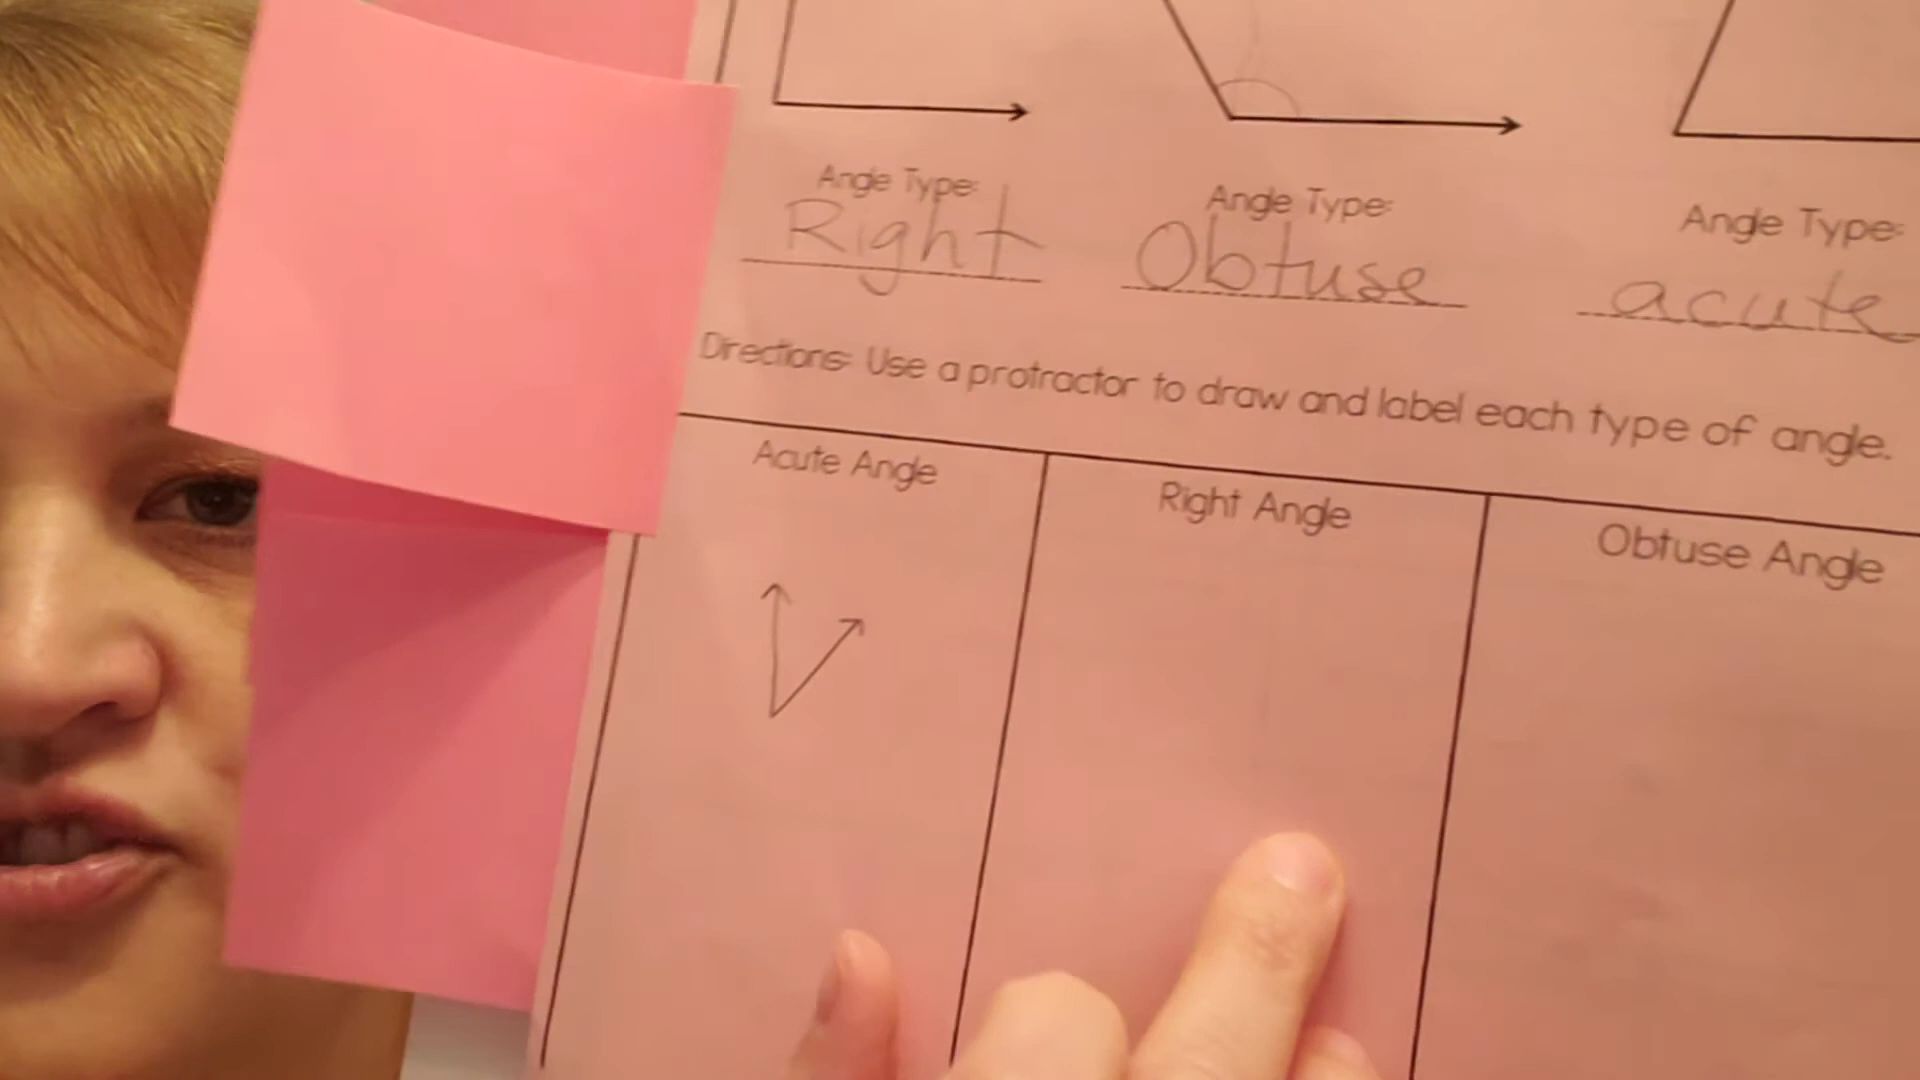 Angle Type: Angle Type: Angle Type:
Right Obtuse acute
Directions: Use a protractor to draw and label each type of angle.
Acute Angle Right Angle Obtuse Angle